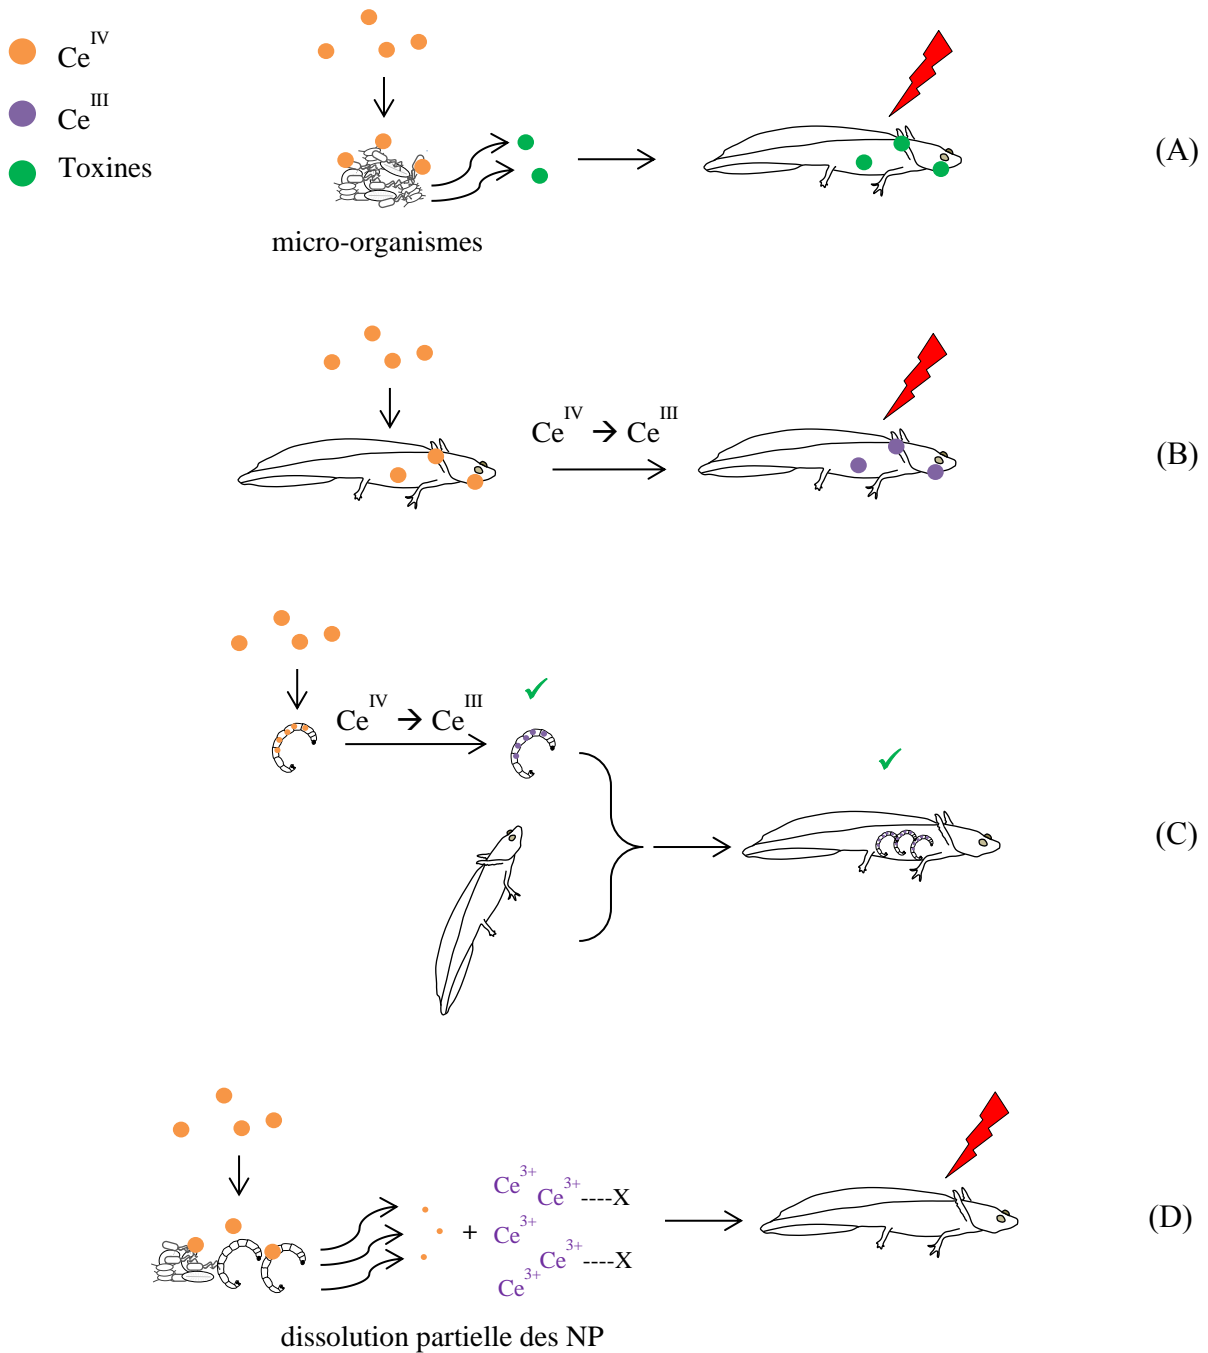 Ce^IV
Ce^III
Toxines
micro-organismes
(A)
Ce^IV → Ce^III
(B)
Ce^IV → Ce^III
(C)
Ce^3+
Ce^3+ ----X
Ce^3+
+
Ce^3+ ----X
Ce^3+
(D)
dissolution partielle des NP